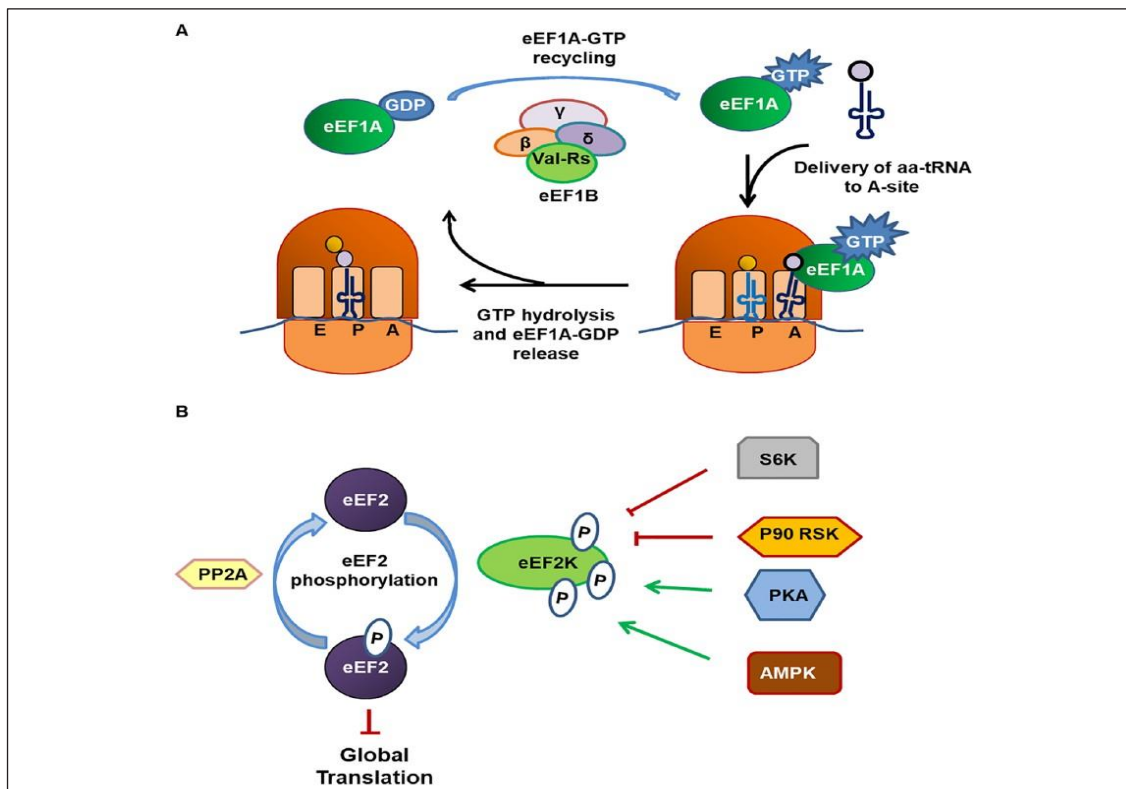 A
eEF1A-GTP
recycling
GDP
eEF1A
GTP
eEF1A
γ
β
δ
Val-Rs
eEF1B
Delivery of aa-tRNA
to A-site
GTP
eEF1A
E P A
GTP hydrolysis
and eEF1A-GDP
release
E P A
B
S6K
eEF2
P
P90 RSK
PP2A
eEF2
phosphorylation
eEF2K
P
P
PKA
P
eEF2
AMPK
Global
Translation